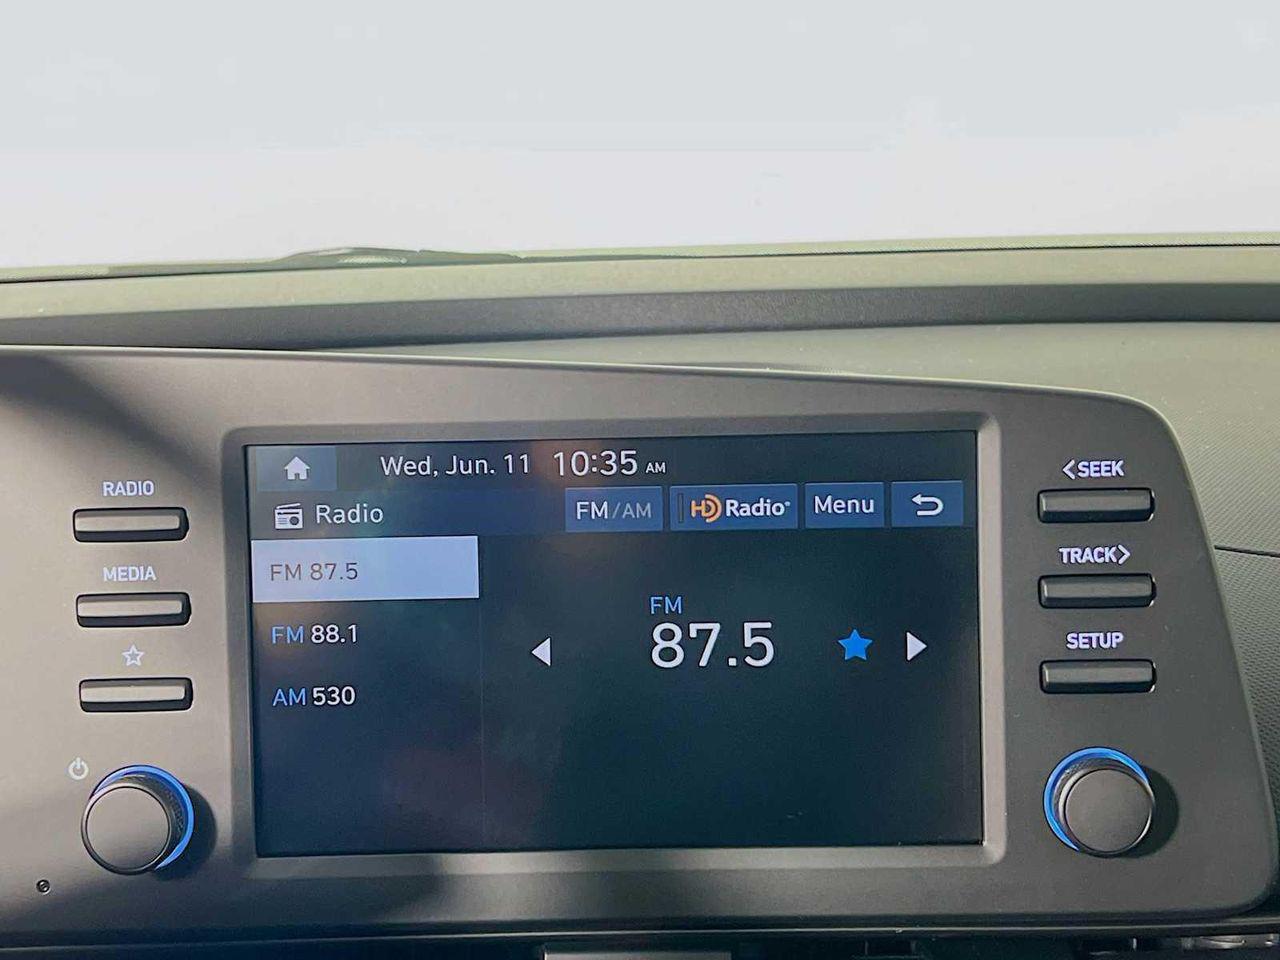 Wed, Jun. 11 10:35 AM
Radio FM/AM HD Radio Menu
FM 87.5
FM 88.1
AM 530
FM
87.5
RADIO
MEDIA
<SEEK
TRACK>
SETUP